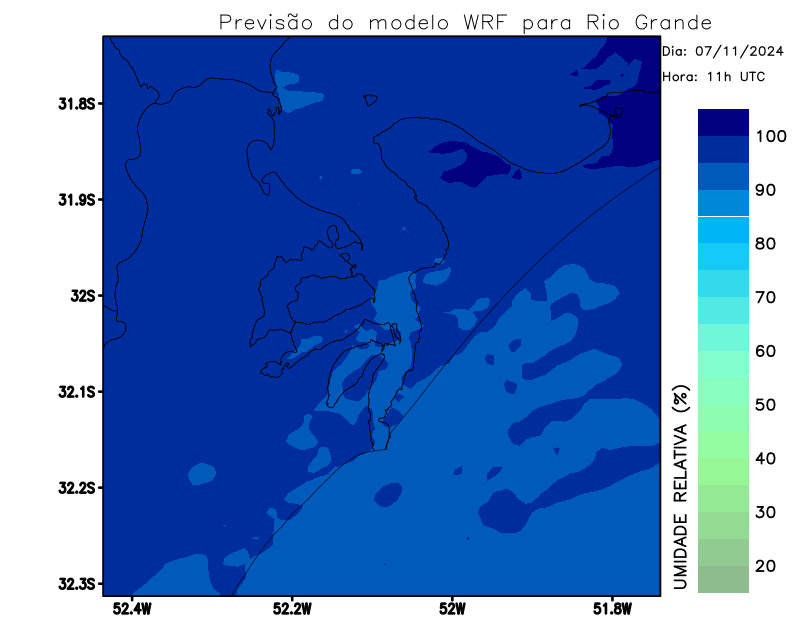 Previsão do modelo WRF para Rio Grande
Dia: 07/11/2024
Hora: 11h UTC
31.8S
31.9S
32S
32.1S
32.2S
32.3S
52.4W
52.2W
52W
51.8W
100
90
80
70
60
50
40
30
20
UMIDADE RELATIVA (%)